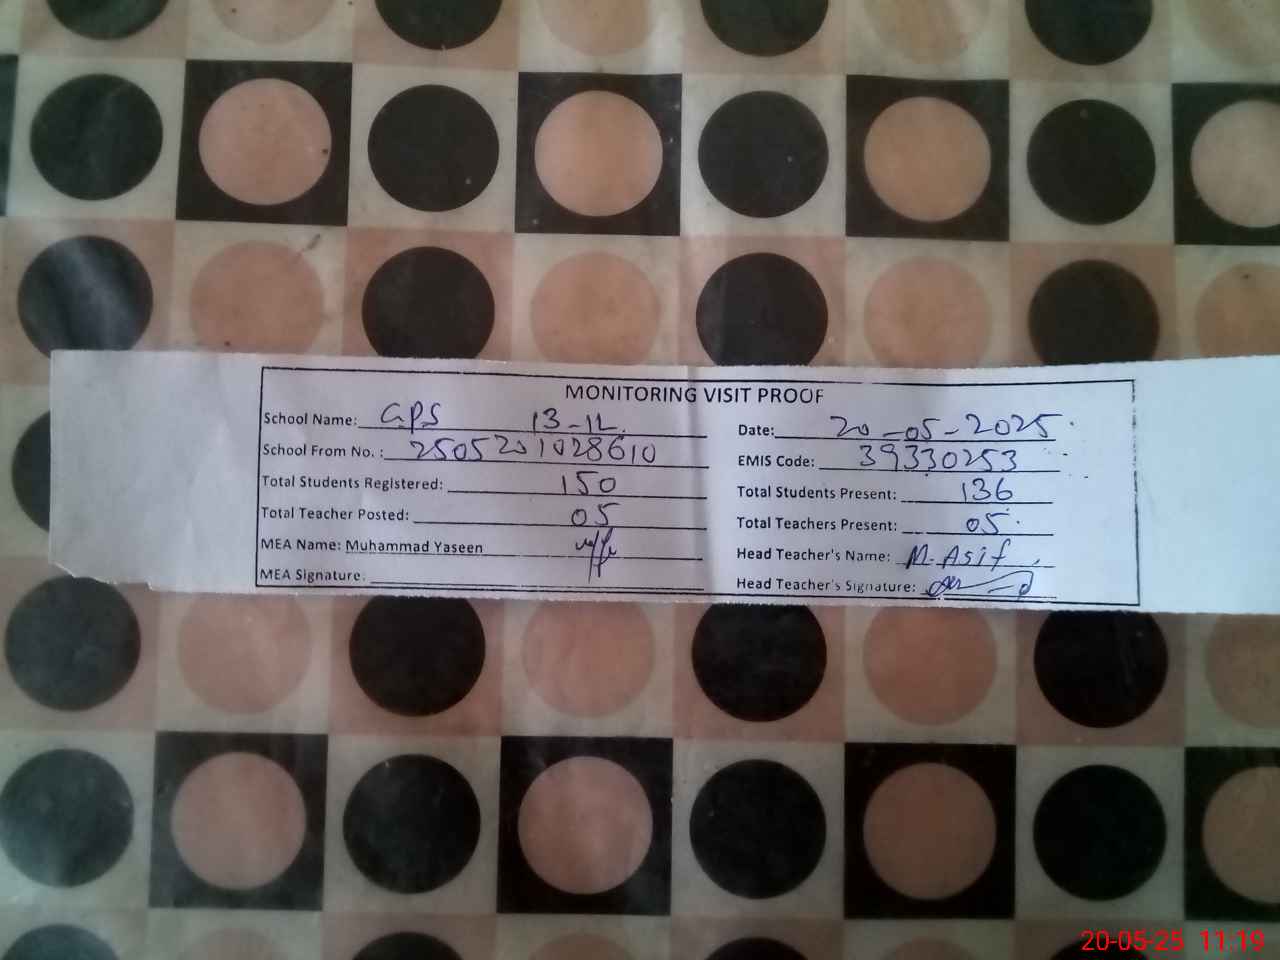 MONITORING VISIT PROOF
School Name: GPS 13-1L Date: 20-05-2025
School From No. : 250520 1028610 EMIS Code: 39330253
Total Students Registered: 150 Total Students Present: 136
Total Teacher Posted: 05 Total Teachers Present: 05
MEA Name: Muhammad Yaseen Head Teacher's Name: M. Asif
MEA Signature: Head Teacher's Signature:
20-05-25 11:19